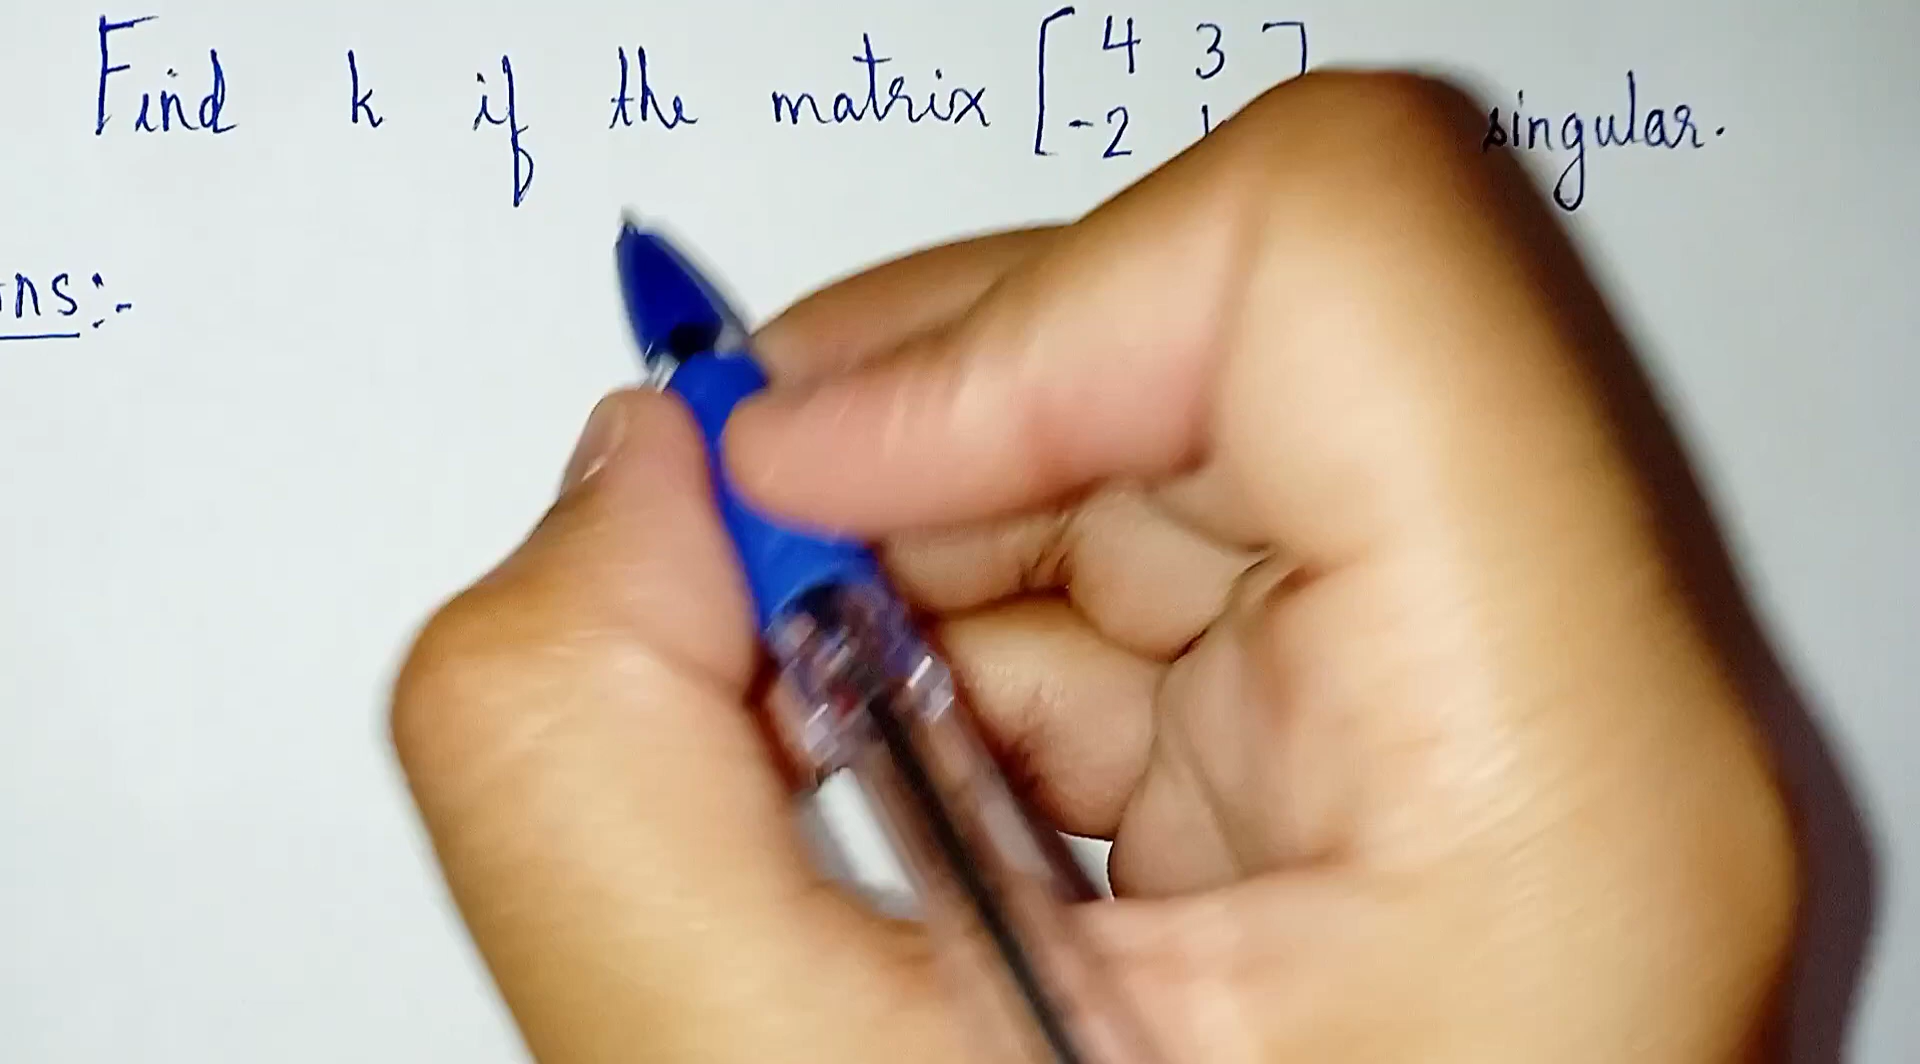 Find k if the matrix [ 4 3 ] singular.
-2
ns:-